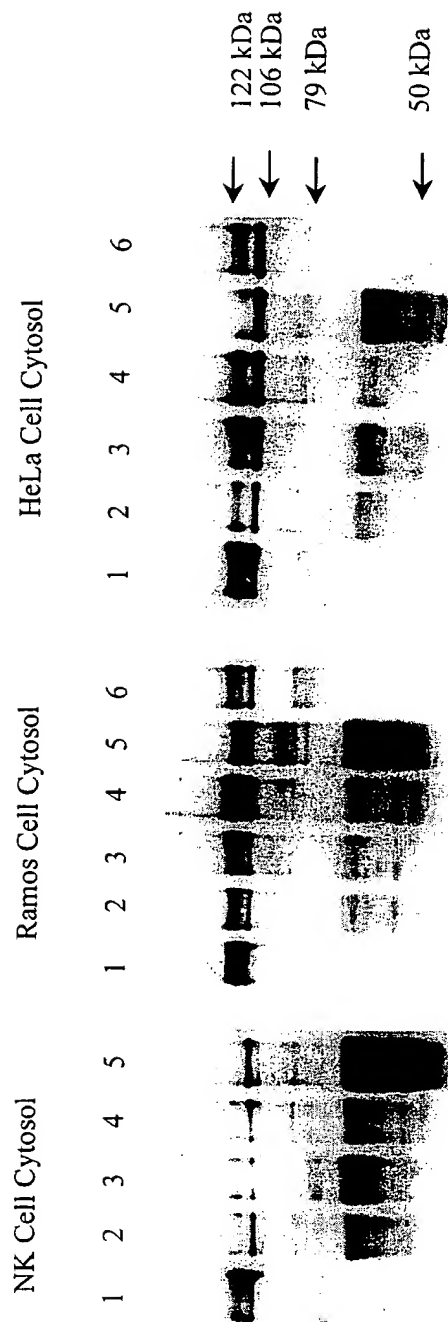 NK Cell Cytosol
1 2 3 4 5
Ramos Cell Cytosol
1 2 3 4 5 6
HeLa Cell Cytosol
1 2 3 4 5 6
122 kDa
106 kDa
79 kDa
50 kDa